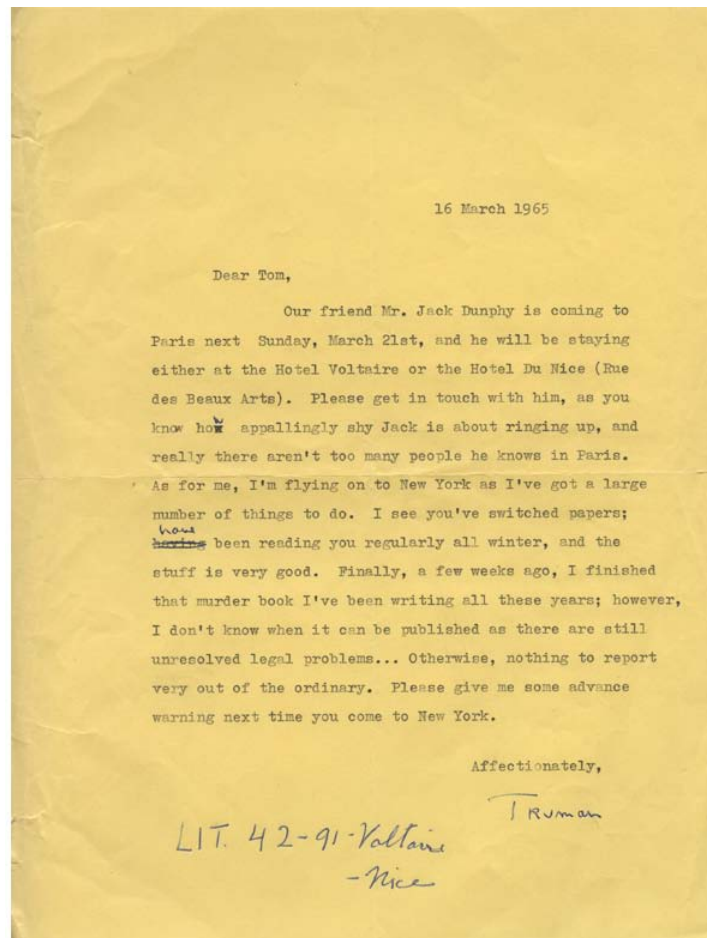 16 March 1965
Dear Tom,
Our friend Mr. Jack Dunphy is coming to
Paris next Sunday, March 21st, and he will be staying
either at the Hotel Voltaire or the Hotel Du Nice (Rue
des Beaux Arts). Please get in touch with him, as you
know how appallingly shy Jack is about ringing up, and
really there aren't too many people he knows in Paris.
As for me, I'm flying on to New York as I've got a large
number of things to do. I see you've switched papers;
have
having been reading you regularly all winter, and the
stuff is very good. Finally, a few weeks ago, I finished
that murder book I've been writing all these years; however,
I don't know when it can be published as there are still
unresolved legal problems... Otherwise, nothing to report
very out of the ordinary. Please give me some advance
warning next time you come to New York.
Affectionately,
Truman
LIT. 42-91-Voltaire
-Nice